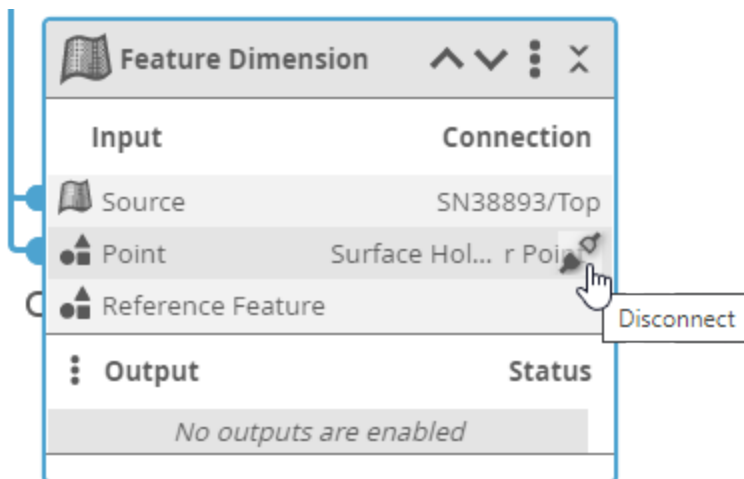 Feature Dimension
Input Connection
Source SN38893/Top
Point Surface Hol... r Point
Reference Feature
Disconnect
Output Status
No outputs are enabled